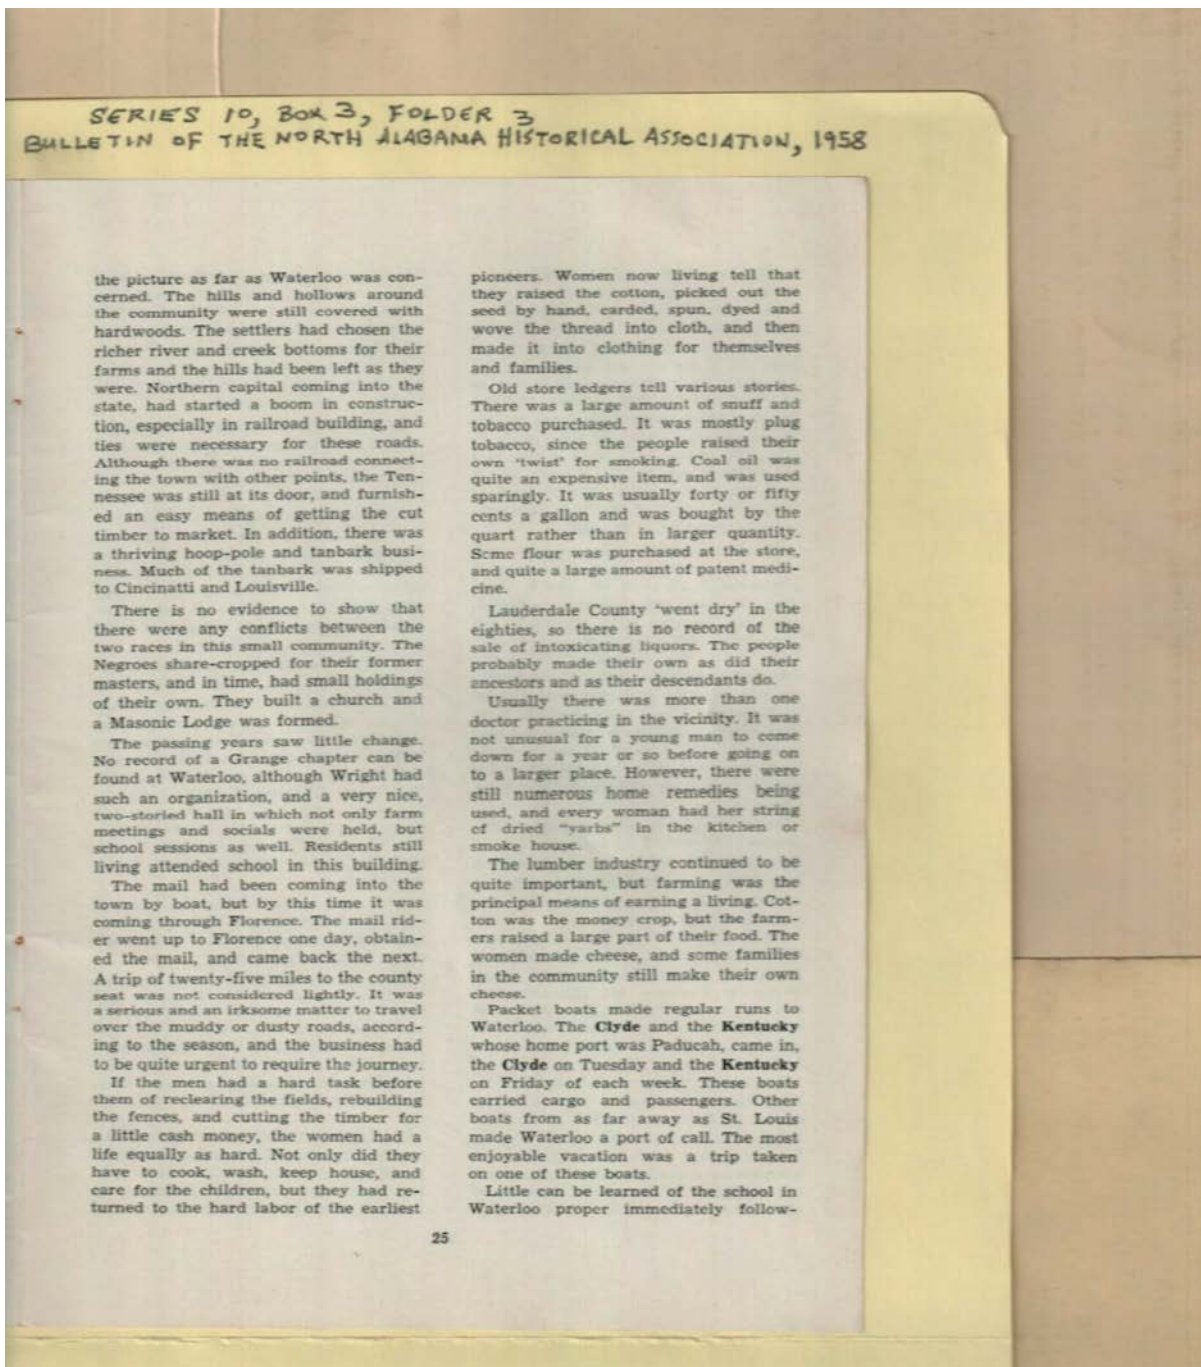 SERIES 10, BOX 3, FOLDER 3
BULLETIN OF THE NORTH ALABAMA HISTORICAL ASSOCIATION, 1958
the picture as far as Waterloo was con-
cerned. The hills and hollows around
the community were still covered with
hardwoods. The settlers had chosen the
richer river and creek bottoms for their
farms and the hills had been left as they
were. Northern capital coming into the
state, had started a boom in construc-
tion, especially in railroad building, and
ties were necessary for these roads.
Although there was no railroad connect-
ing the town with other points, the Ten-
nessee was still at its door, and furnish-
ed an easy means of getting the cut
timber to market. In addition, there was
a thriving hoop-pole and tanbark busi-
ness. Much of the tanbark was shipped
to Cincinatti and Louisville.
There is no evidence to show that
there were any conflicts between the
two races in this small community. The
Negroes share-cropped for their former
masters, and in time, had small holdings
of their own. They built a church and
a Masonic Lodge was formed.
The passing years saw little change.
No record of a Grange chapter can be
found at Waterloo, although Wright had
such an organization, and a very nice,
two-storied hall in which not only farm
meetings and socials were held, but
school sessions as well. Residents still
living attended school in this building.
The mail had been coming into the
town by boat, but by this time it was
coming through Florence. The mail rid-
er went up to Florence one day, obtain-
ed the mail, and came back the next.
A trip of twenty-five miles to the county
seat was not considered lightly. It was
a serious and an irksome matter to travel
over the muddy or dusty roads, accord-
ing to the season, and the business had
to be quite urgent to require the journey.
If the men had a hard task before
them of reclearing the fields, rebuilding
the fences, and cutting the timber for
a little cash money, the women had a
life equally as hard. Not only did they
have to cook, wash, keep house, and
care for the children, but they had re-
turned to the hard labor of the earliest
pioneers. Women now living tell that
they raised the cotton, picked out the
seed by hand, carded, spun, dyed and
wove the thread into cloth, and then
made it into clothing for themselves
and families.
Old store ledgers tell various stories.
There was a large amount of snuff and
tobacco purchased. It was mostly plug
tobacco, since the people raised their
own 'twist' for smoking. Coal oil was
quite an expensive item, and was used
sparingly. It was usually forty or fifty
cents a gallon and was bought by the
quart rather than in larger quantity.
Some flour was purchased at the store,
and quite a large amount of patent medi-
cine.
Lauderdale County 'went dry' in the
eighties, so there is no record of the
sale of intoxicating liquors. The people
probably made their own as did their
ancestors and as their descendants do.
Usually there was more than one
doctor practicing in the vicinity. It was
not unusual for a young man to come
down for a year or so before going on
to a larger place. However, there were
still numerous home remedies being
used, and every woman had her string
of dried "yarbs" in the kitchen or
smoke house.
The lumber industry continued to be
quite important, but farming was the
principal means of earning a living. Cot-
ton was the money crop, but the farm-
ers raised a large part of their food. The
women made cheese, and some families
in the community still make their own
cheese.
Packet boats made regular runs to
Waterloo. The Clyde and the Kentucky
whose home port was Paducah, came in,
the Clyde on Tuesday and the Kentucky
on Friday of each week. These boats
carried cargo and passengers. Other
boats from as far away as St. Louis
made Waterloo a port of call. The most
enjoyable vacation was a trip taken
on one of these boats.
Little can be learned of the school in
Waterloo proper immediately follow-
25